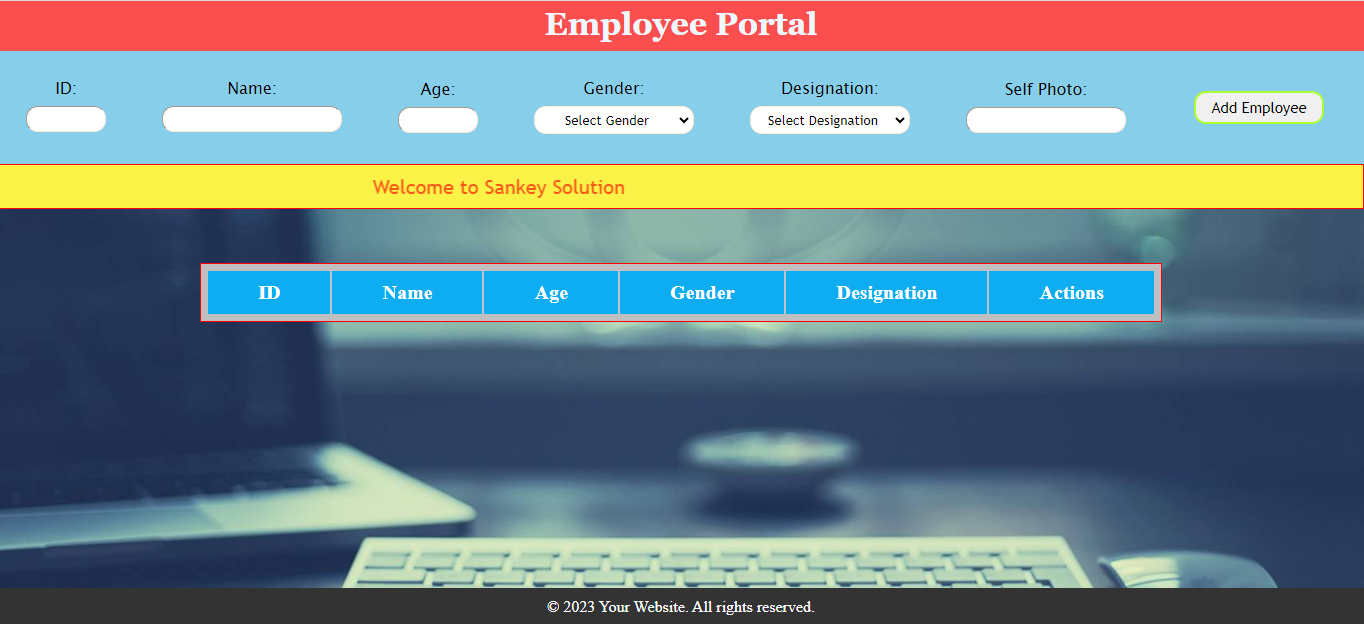 Employee Portal
ID: Name: Age: Gender: Designation: Self Photo:
Select Gender Select Designation Add Employee
Welcome to Sankey Solution
ID Name Age Gender Designation Actions
© 2023 Your Website. All rights reserved.